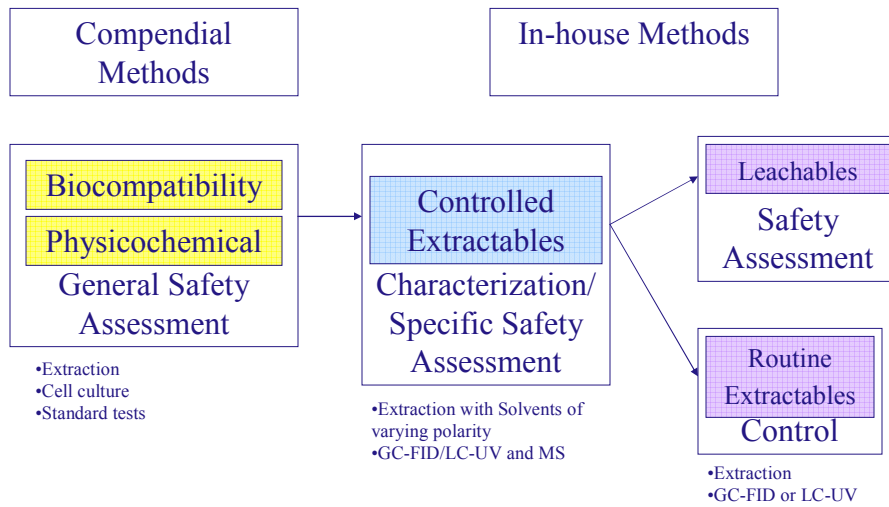 Compendial
Methods
In-house Methods
Biocompatibility
Physicochemical
General Safety
Assessment
•Extraction
•Cell culture
•Standard tests
Controlled
Extractables
Characterization/
Specific Safety
Assessment
•Extraction with Solvents of
varying polarity
•GC-FID/LC-UV and MS
Leachables
Safety
Assessment
Routine
Extractables
Control
•Extraction
•GC-FID or LC-UV